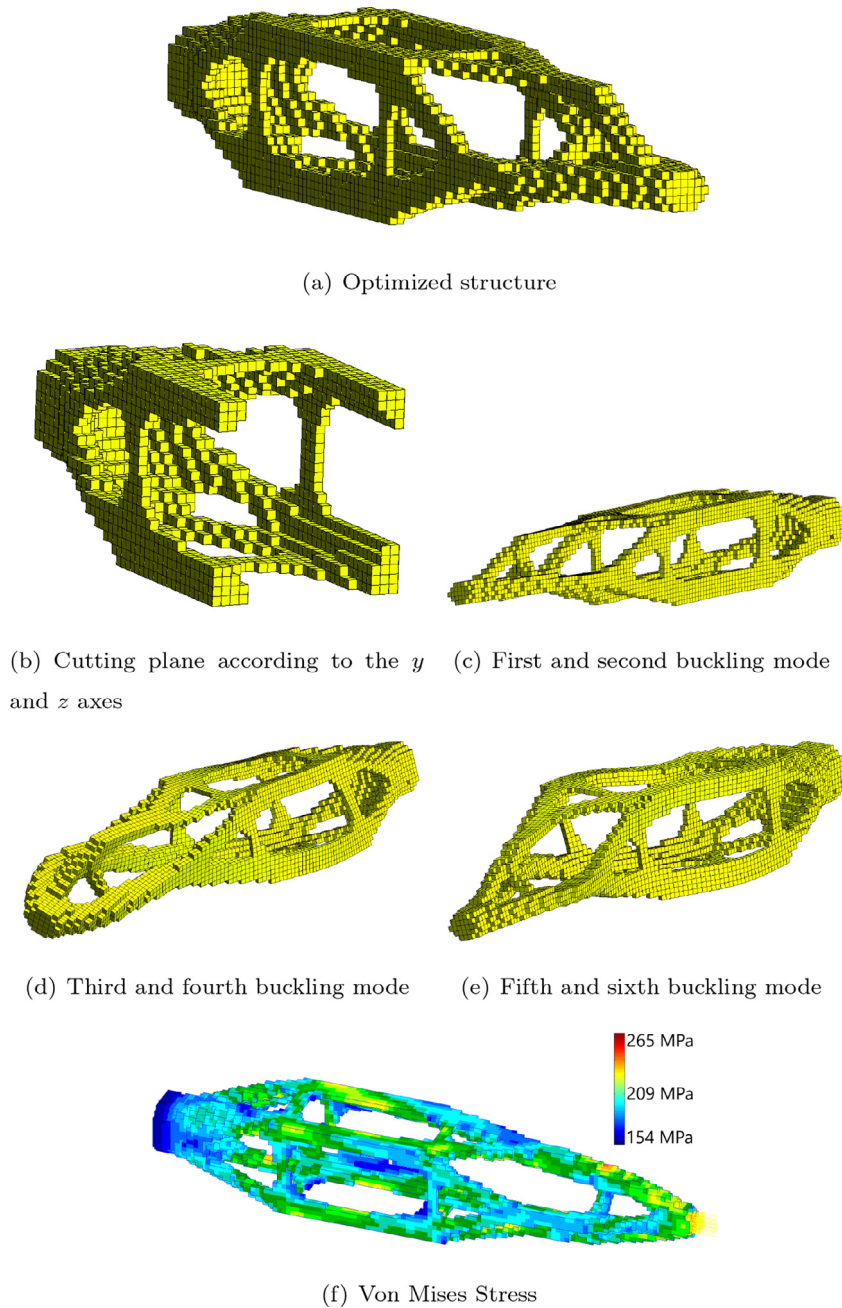 (a) Optimized structure
(b) Cutting plane according to the y
and z axes
(c) First and second buckling mode
(d) Third and fourth buckling mode
(e) Fifth and sixth buckling mode
265 MPa
209 MPa
154 MPa
(f) Von Mises Stress